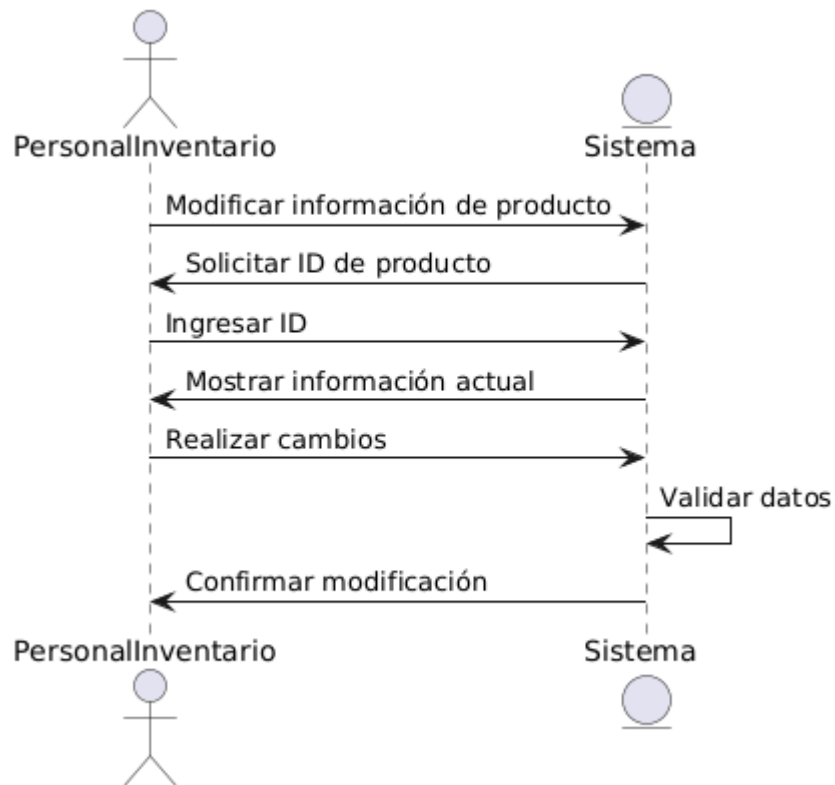 PersonalInventario
Sistema
Modificar información de producto
Solicitar ID de producto
Ingresar ID
Mostrar información actual
Realizar cambios
Validar datos
Confirmar modificación
PersonalInventario
Sistema